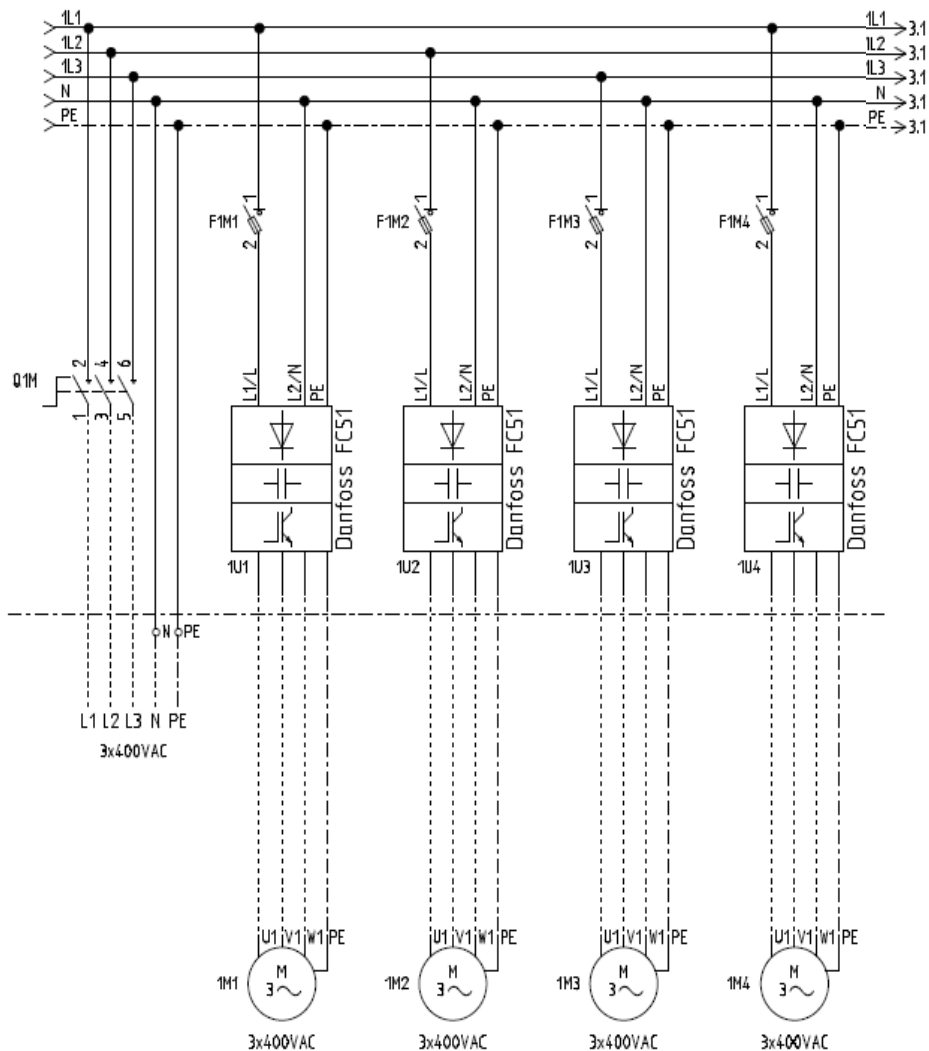 1L1 1L1 3.1
1L2 1L2 3.1
1L3 1L3 3.1
N N 3.1
PE PE 3.1
1 1 1 1
F1M1 F1M2 F1M3 F1M4
2 2 2 2
Q1M 2 4 6
1 3 5
L1/L L2/N PE L1/L L2/N PE L1/L L2/N PE L1/L L2/N PE
Danfoss FC51 Danfoss FC51 Danfoss FC51 Danfoss FC51
1U1 1U2 1U3 1U4
N PE
L1 L2 L3 N PE
3x400VAC
U1 V1 W1 PE U1 V1 W1 PE U1 V1 W1 PE U1 V1 W1 PE
1M1 M 1M2 M 1M3 M 1M4 M
3 3 3 3
3x400VAC 3x400VAC 3x400VAC 3x400VAC